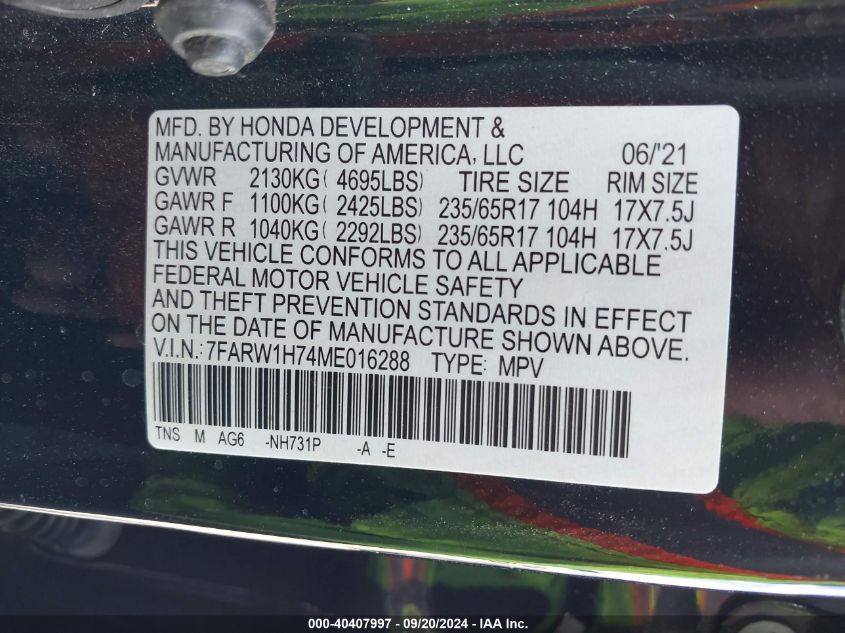 MFD. BY HONDA DEVELOPMENT &
MANUFACTURING OF AMERICA, LLC 06/'21
GVWR 2130KG( 4695LBS) TIRE SIZE RIM SIZE
GAWR F 1100KG( 2425LBS) 235/65R17 104H 17X7.5J
GAWR R 1040KG( 2292LBS) 235/65R17 104H 17X7.5J
THIS VEHICLE CONFORMS TO ALL APPLICABLE
FEDERAL MOTOR VEHICLE SAFETY
AND THEFT PREVENTION STANDARDS IN EFFECT
ON THE DATE OF MANUFACTURE SHOWN ABOVE.
V.I.N.: 7FARW1H74ME016288 TYPE: MPV
TNS M AG6 -NH731P -A -E
000-40407997 - 09/20/2024 - IAA Inc.